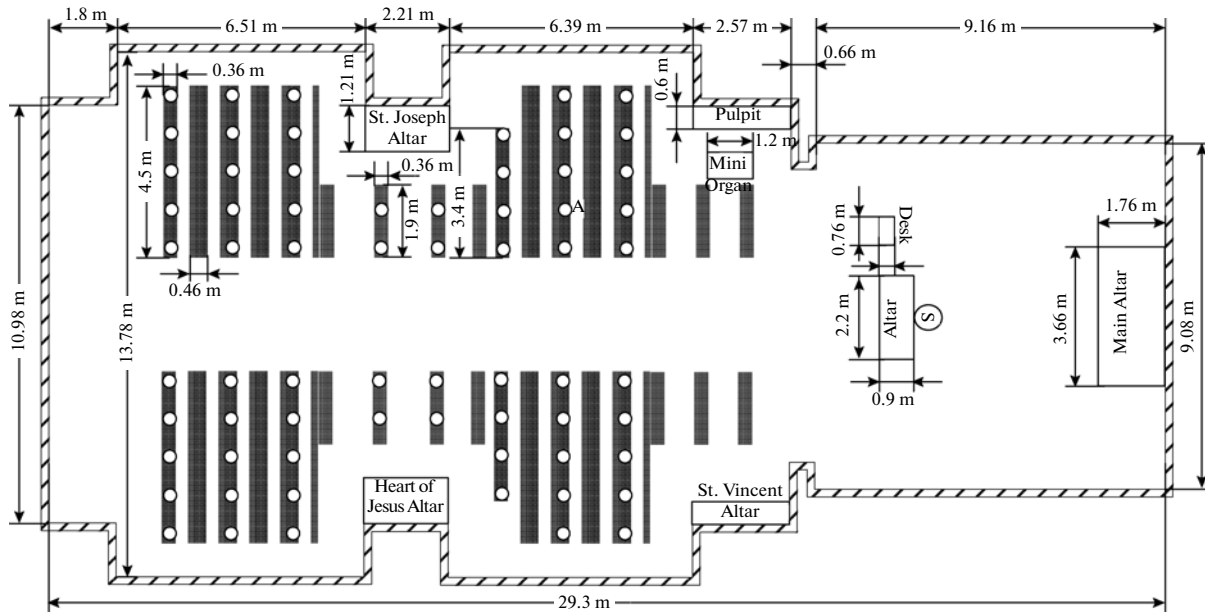 1.8 m
6.51 m
2.21 m
6.39 m
2.57 m
9.16 m
0.66 m
0.36 m
1.21 m
0.6 m
St. Joseph
Altar
Pulpit
1.2 m
Mini
Organ
4.5 m
0.36 m
3.4 m
1.9 m
A
0.46 m
10.98 m
13.78 m
0.76 m
Desk
1.76 m
2.2 m
Altar
S
3.66 m
Main Altar
9.08 m
0.9 m
Heart of
Jesus Altar
St. Vincent
Altar
29.3 m